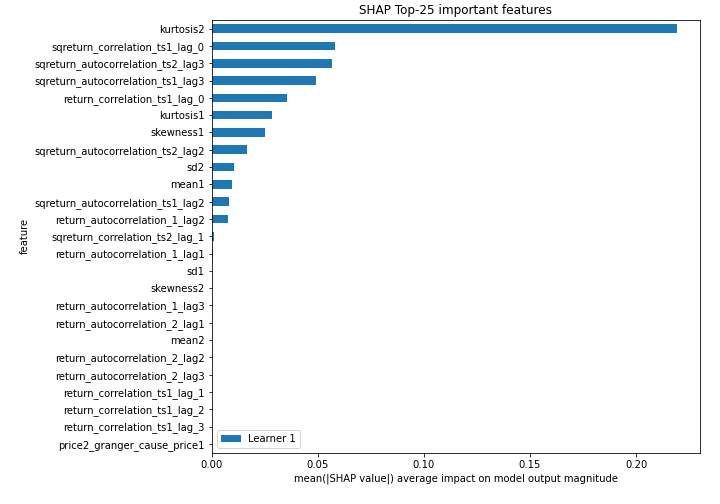 SHAP Top-25 important features
kurtosis2
sqreturn_correlation_ts1_lag_0
sqreturn_autocorrelation_ts2_lag3
sqreturn_autocorrelation_ts1_lag3
return_correlation_ts1_lag_0
kurtosis1
skewness1
sqreturn_autocorrelation_ts2_lag2
sd2
mean1
sqreturn_autocorrelation_ts1_lag2
return_autocorrelation_1_lag2
sqreturn_correlation_ts2_lag_1
return_autocorrelation_1_lag1
sd1
skewness2
return_autocorrelation_1_lag3
return_autocorrelation_2_lag1
mean2
return_autocorrelation_2_lag2
return_autocorrelation_2_lag3
return_correlation_ts1_lag_1
return_correlation_ts1_lag_2
return_correlation_ts1_lag_3
price2_granger_cause_price1
feature
Learner 1
0.00 0.05 0.10 0.15 0.20
mean(|SHAP value|) average impact on model output magnitude